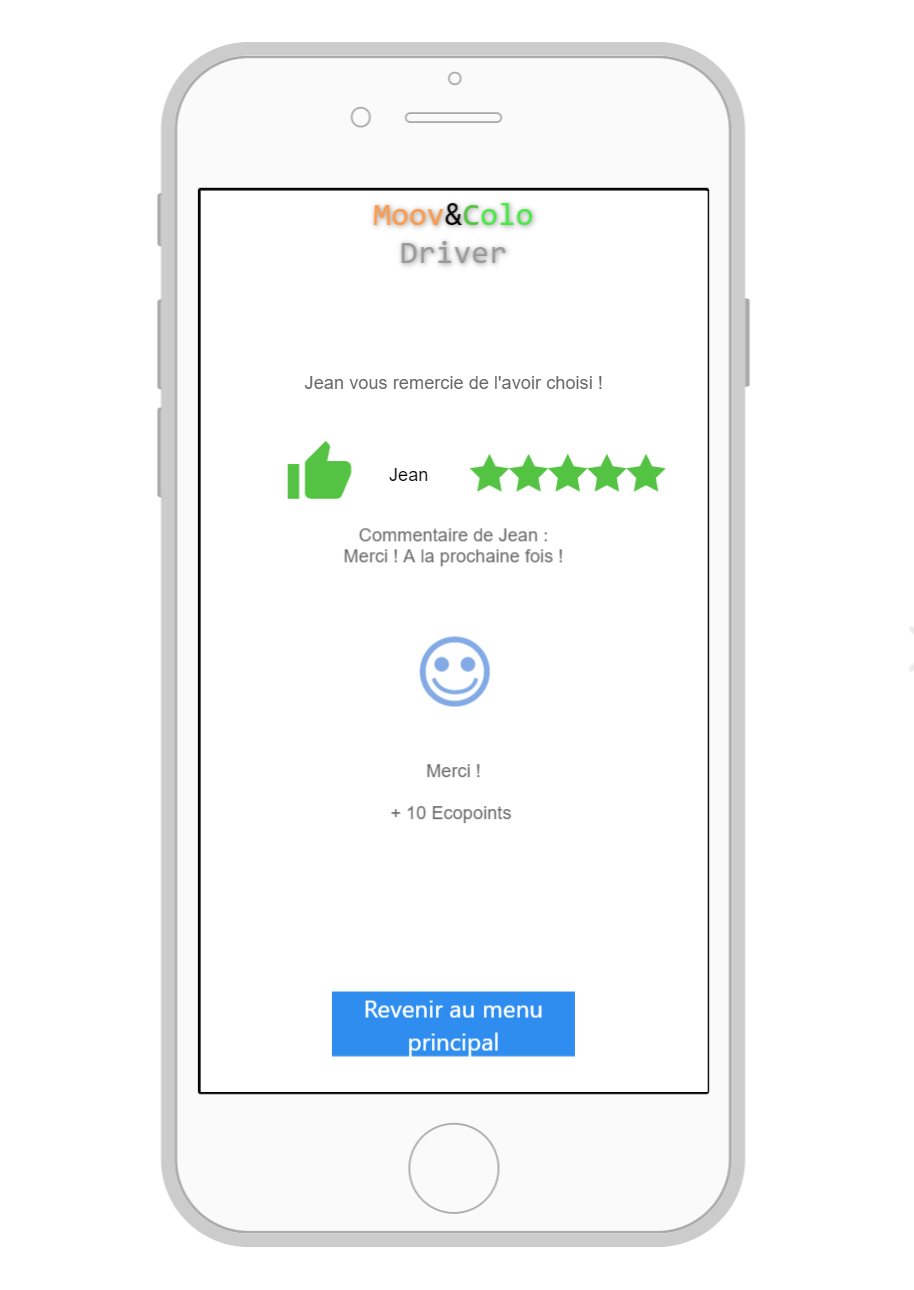 Moov&Colo
Driver
Jean vous remercie de l'avoir choisi !
Jean
Commentaire de Jean :
Merci ! A la prochaine fois !
Merci !
+ 10 Ecopoints
Revenir au menu
principal